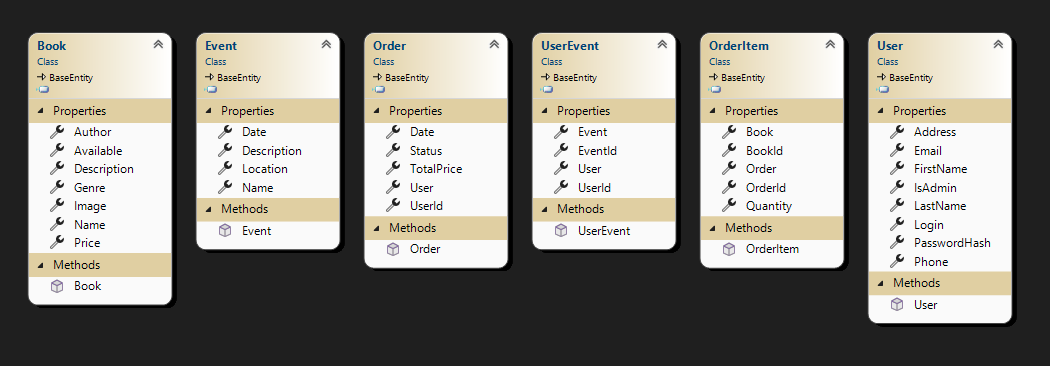 Book
Class
BaseEntity
Properties
Author
Available
Description
Genre
Image
Name
Price
Methods
Book
Event
Class
BaseEntity
Properties
Date
Description
Location
Name
Methods
Event
Order
Class
BaseEntity
Properties
Date
Status
TotalPrice
User
UserId
Methods
Order
UserEvent
Class
BaseEntity
Properties
Event
EventId
User
UserId
Methods
UserEvent
OrderItem
Class
BaseEntity
Properties
Book
BookId
Order
OrderId
Quantity
Methods
OrderItem
User
Class
BaseEntity
Properties
Address
Email
FirstName
IsAdmin
LastName
Login
PasswordHash
Phone
Methods
User